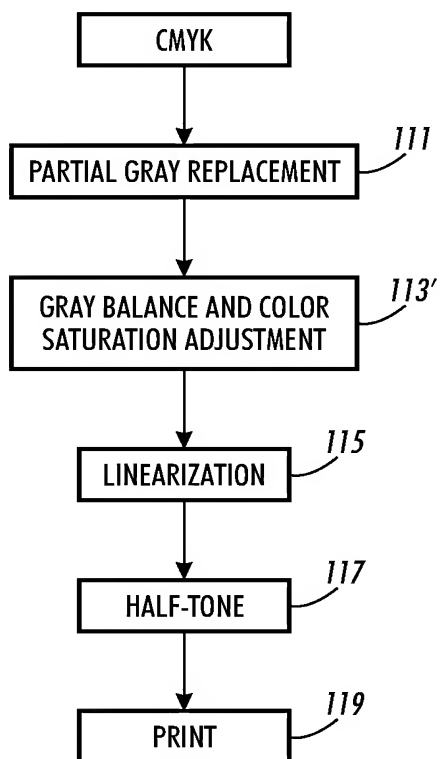 CMYK
111
PARTIAL GRAY REPLACEMENT
113'
GRAY BALANCE AND COLOR
SATURATION ADJUSTMENT
115
LINEARIZATION
117
HALF-TONE
119
PRINT